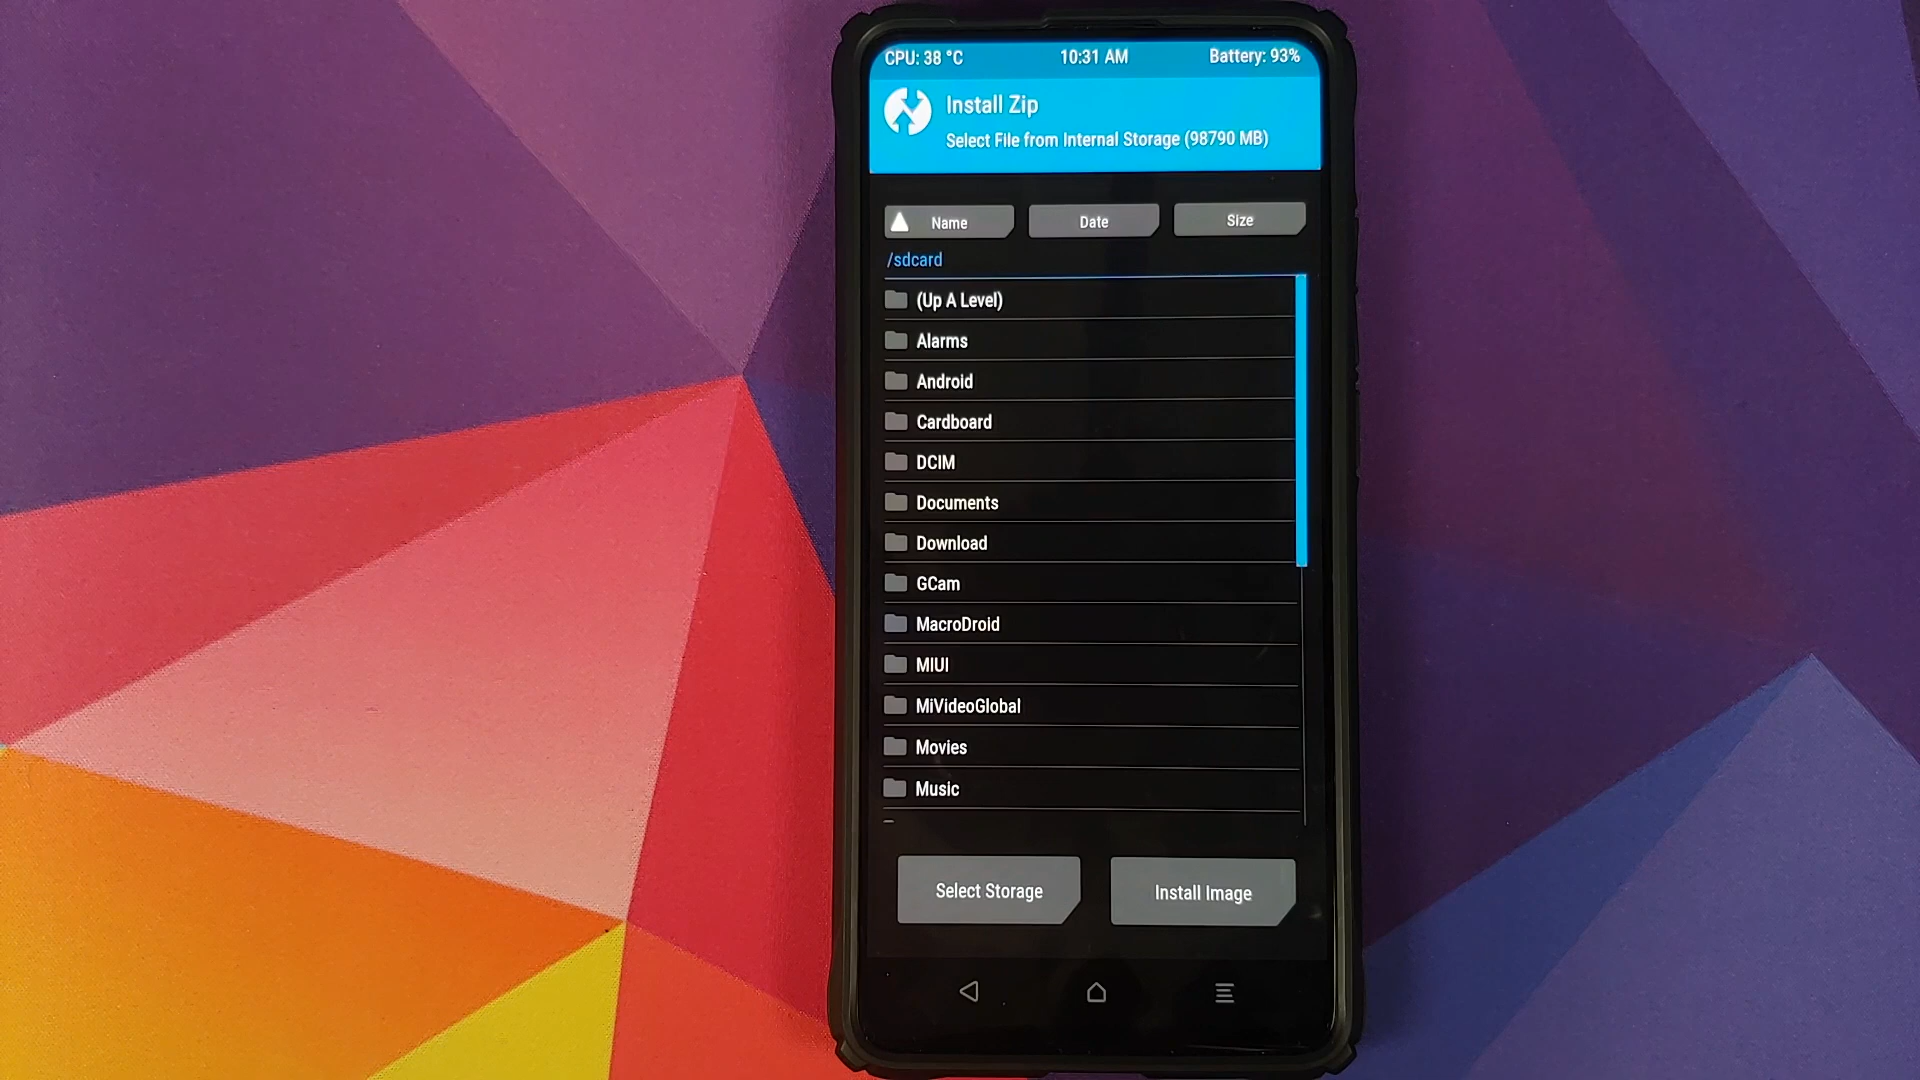 CPU: 38 °C 10:31 AM Battery: 93%
Install Zip
Select File from Internal Storage (98790 MB)
Name Date Size
/sdcard
(Up A Level)
Alarms
Android
Cardboard
DCIM
Documents
Download
GCam
MacroDroid
MIUI
MiVideoGlobal
Movies
Music
Select Storage Install Image